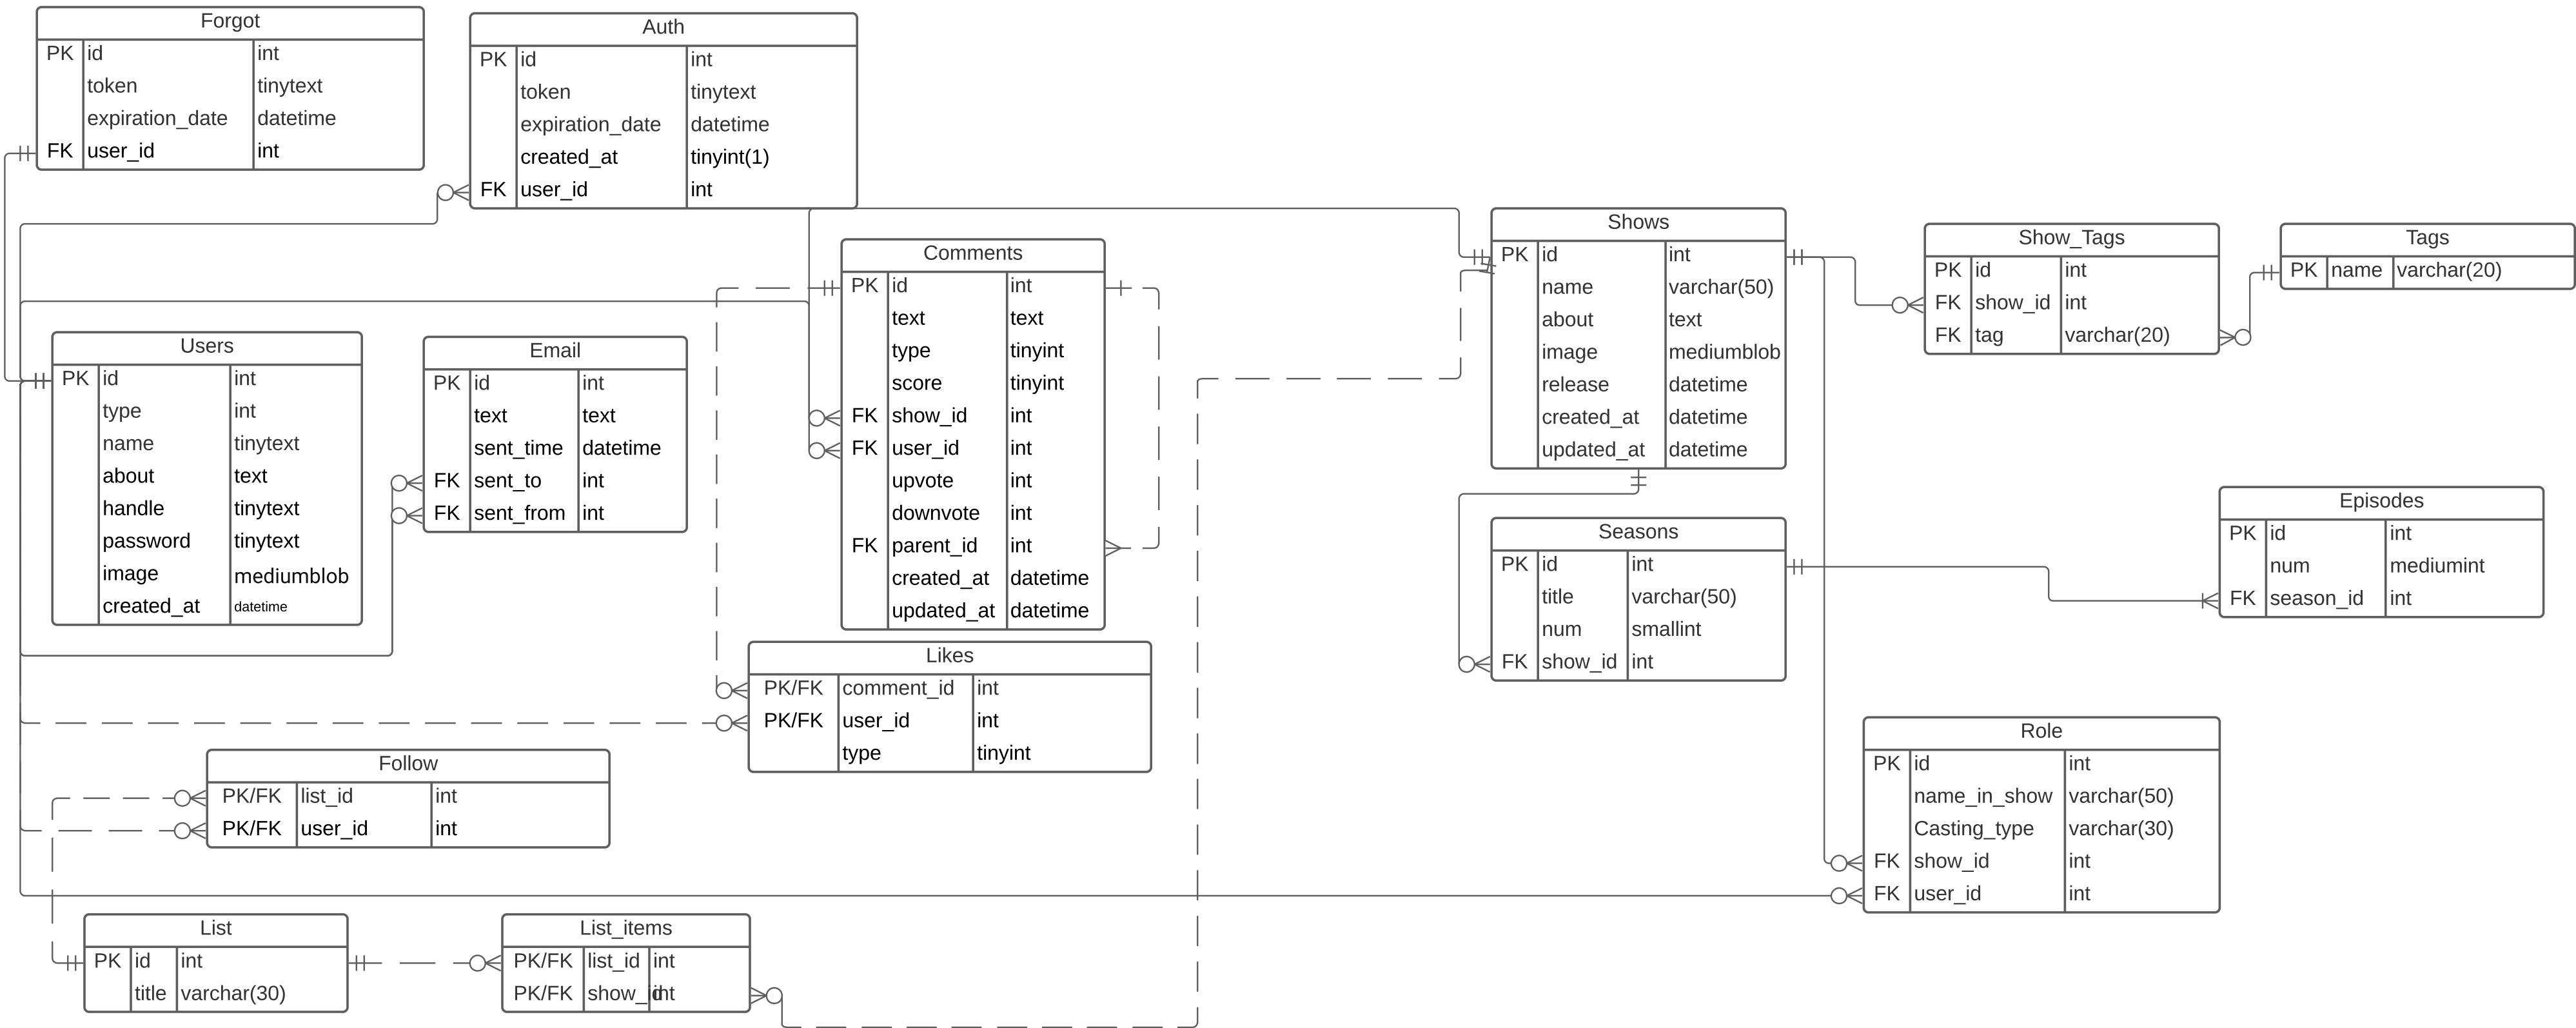 Forgot
PK id int
token tinytext
expiration_date datetime
FK user_id int
Auth
PK id int
token tinytext
expiration_date datetime
created_at tinyint(1)
FK user_id int
Users
PK id int
type int
name tinytext
about text
handle tinytext
password tinytext
image mediumblob
created_at datetime
Email
PK id int
text text
sent_time datetime
FK sent_to int
FK sent_from int
Comments
PK id int
text text
type tinyint
score tinyint
FK show_id int
FK user_id int
upvote int
downvote int
FK parent_id int
created_at datetime
updated_at datetime
Shows
PK id int
name varchar(50)
about text
image mediumblob
release datetime
created_at datetime
updated_at datetime
Show_Tags
PK id int
FK show_id int
FK tag varchar(20)
Tags
PK name varchar(20)
Seasons
PK id int
title varchar(50)
num smallint
FK show_id int
Episodes
PK id int
num mediumint
FK season_id int
Likes
PK/FK comment_id int
PK/FK user_id int
type tinyint
Follow
PK/FK list_id int
PK/FK user_id int
Role
PK id int
name_in_show varchar(50)
Casting_type varchar(30)
FK show_id int
FK user_id int
List
PK id int
title varchar(30)
List_items
PK/FK list_id int
PK/FK show_id int